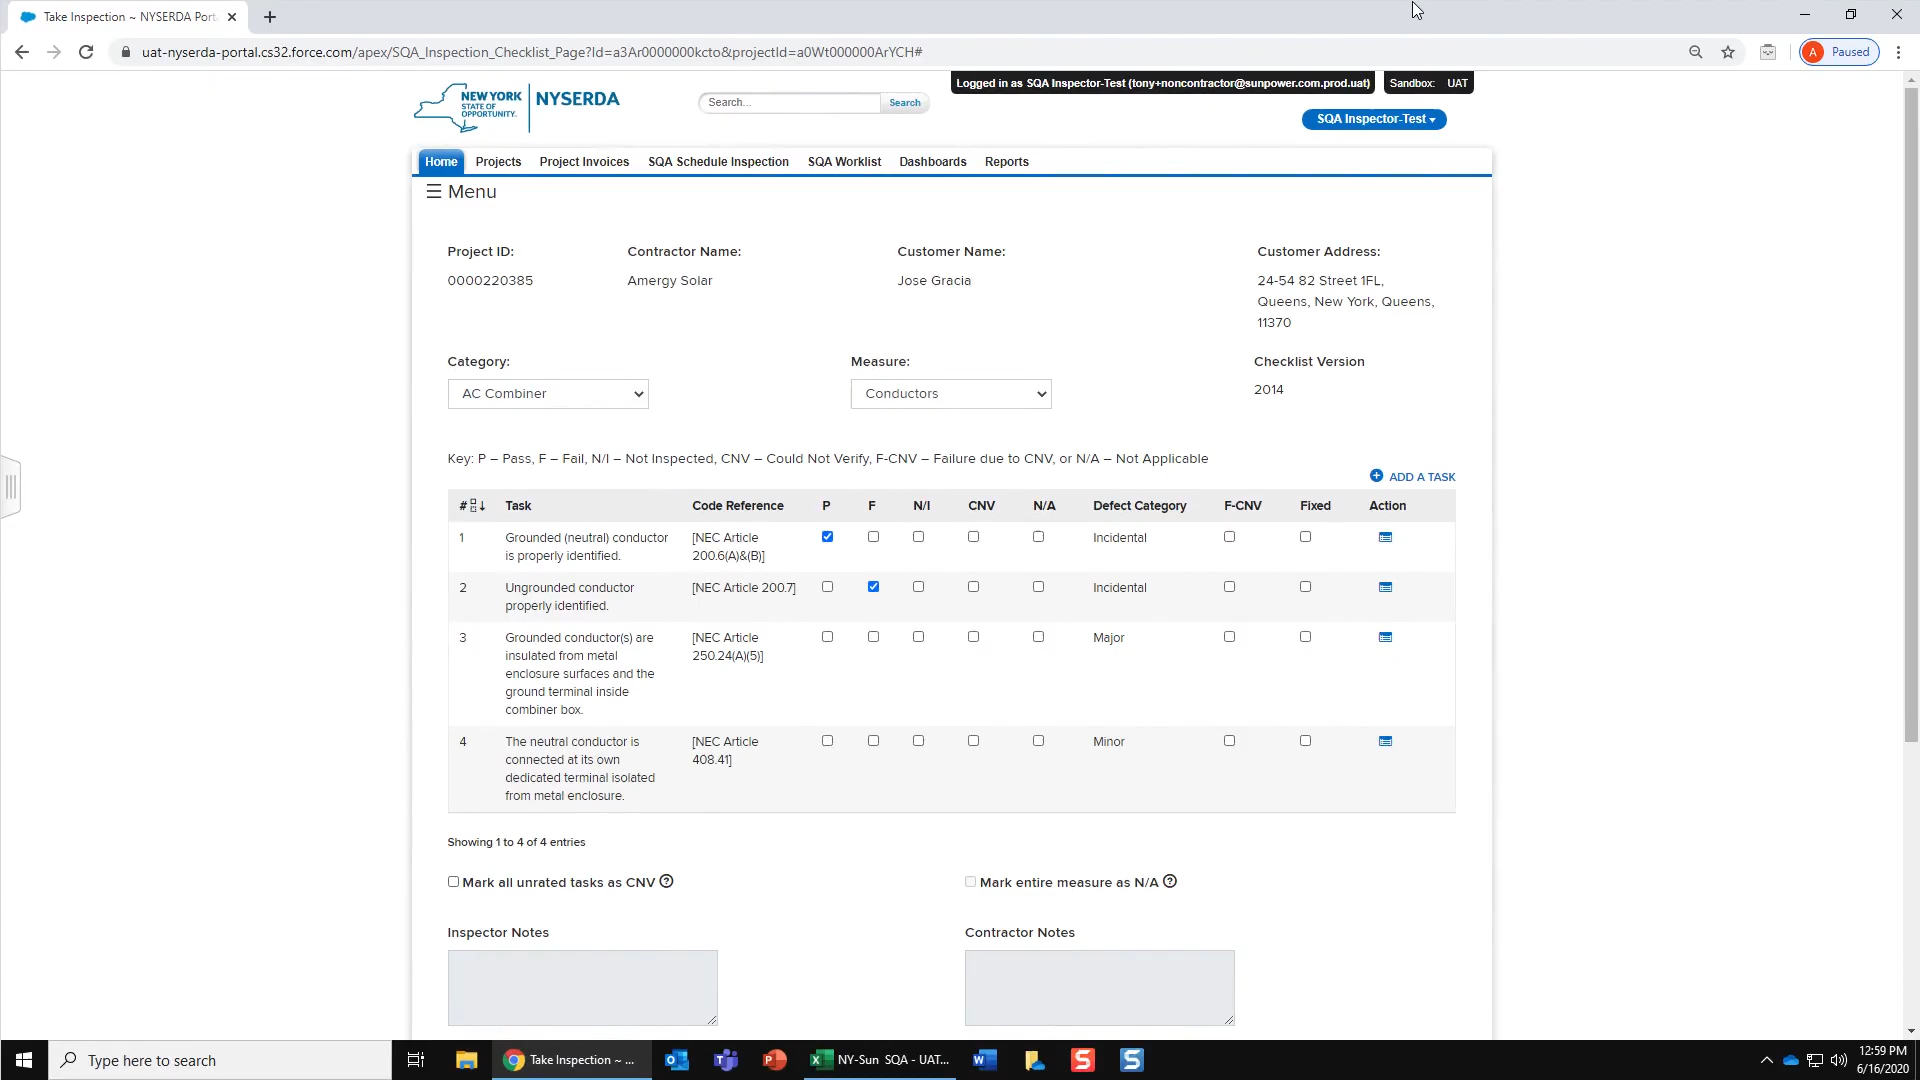 Take Inspection ~ NYSERDA Port
uat-nyserda-portal.cs32.force.com/apex/SQA_Inspection_Checklist_Page?Id=a3Ar0000000kcto&projectId=a0Wt000000ArYCH#
A Paused
NEW YORK STATE OF OPPORTUNITY. NYSERDA
Search... Search
Logged in as SQA Inspector-Test (tony+noncontractor@sunpower.com.prod.uat) Sandbox: UAT
SQA Inspector-Test
Home Projects Project Invoices SQA Schedule Inspection SQA Worklist Dashboards Reports
☰ Menu
Project ID: Contractor Name: Customer Name: Customer Address:
0000220385 Amergy Solar Jose Gracia 24-54 82 Street 1FL,
Queens, New York, Queens,
11370
Category: Measure: Checklist Version
AC Combiner Conductors 2014
Key: P – Pass, F – Fail, N/I – Not Inspected, CNV – Could Not Verify, F-CNV – Failure due to CNV, or N/A – Not Applicable
ADD A TASK
# Task Code Reference P F N/I CNV N/A Defect Category F-CNV Fixed Action
1 Grounded (neutral) conductor [NEC Article Incidental
is properly identified. 200.6(A)&(B)]
2 Ungrounded conductor [NEC Article 200.7] Incidental
properly identified.
3 Grounded conductor(s) are [NEC Article Major
insulated from metal 250.24(A)(5)]
enclosure surfaces and the
ground terminal inside
combiner box.
4 The neutral conductor is [NEC Article Minor
connected at its own 408.41]
dedicated terminal isolated
from metal enclosure.
Showing 1 to 4 of 4 entries
Mark all unrated tasks as CNV ? Mark entire measure as N/A ?
Inspector Notes Contractor Notes
Type here to search Take Inspection ~ ... NY-Sun SQA - UAT... 12:59 PM
6/16/2020